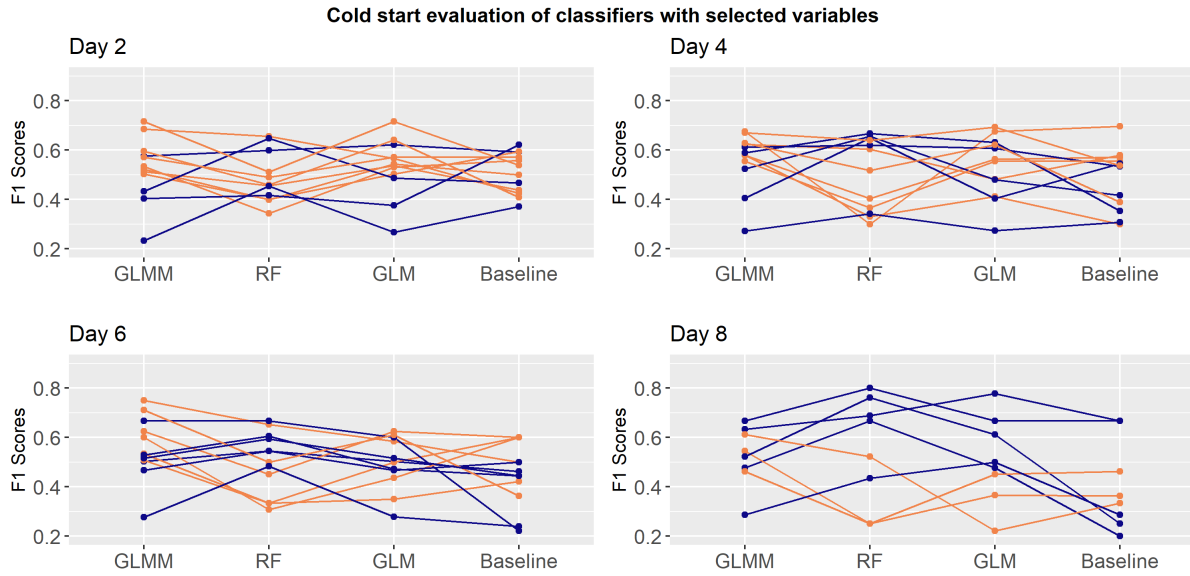 Cold start evaluation of classifiers with selected variables
Day 2
F1 Scores
0.8
0.6
0.4
0.2
GLMM RF GLM Baseline
Day 4
F1 Scores
0.8
0.6
0.4
0.2
GLMM RF GLM Baseline
Day 6
F1 Scores
0.8
0.6
0.4
0.2
GLMM RF GLM Baseline
Day 8
F1 Scores
0.8
0.6
0.4
0.2
GLMM RF GLM Baseline